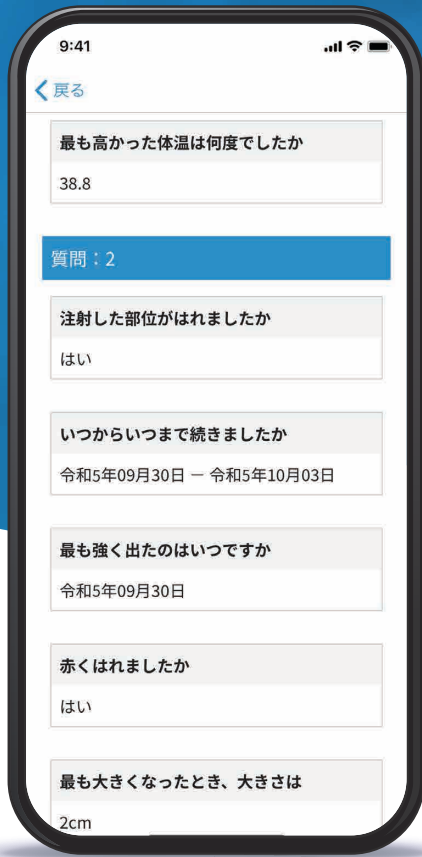 9:41
戻る
最も高かった体温は何度でしたか
38.8
質問：2
注射した部位がはれましたか
はい
いつからいつまで続きましたか
令和5年09月30日 － 令和5年10月03日
最も強く出たのはいつですか
令和5年09月30日
赤くはれましたか
はい
最も大きくなったとき、大きさは
2cm